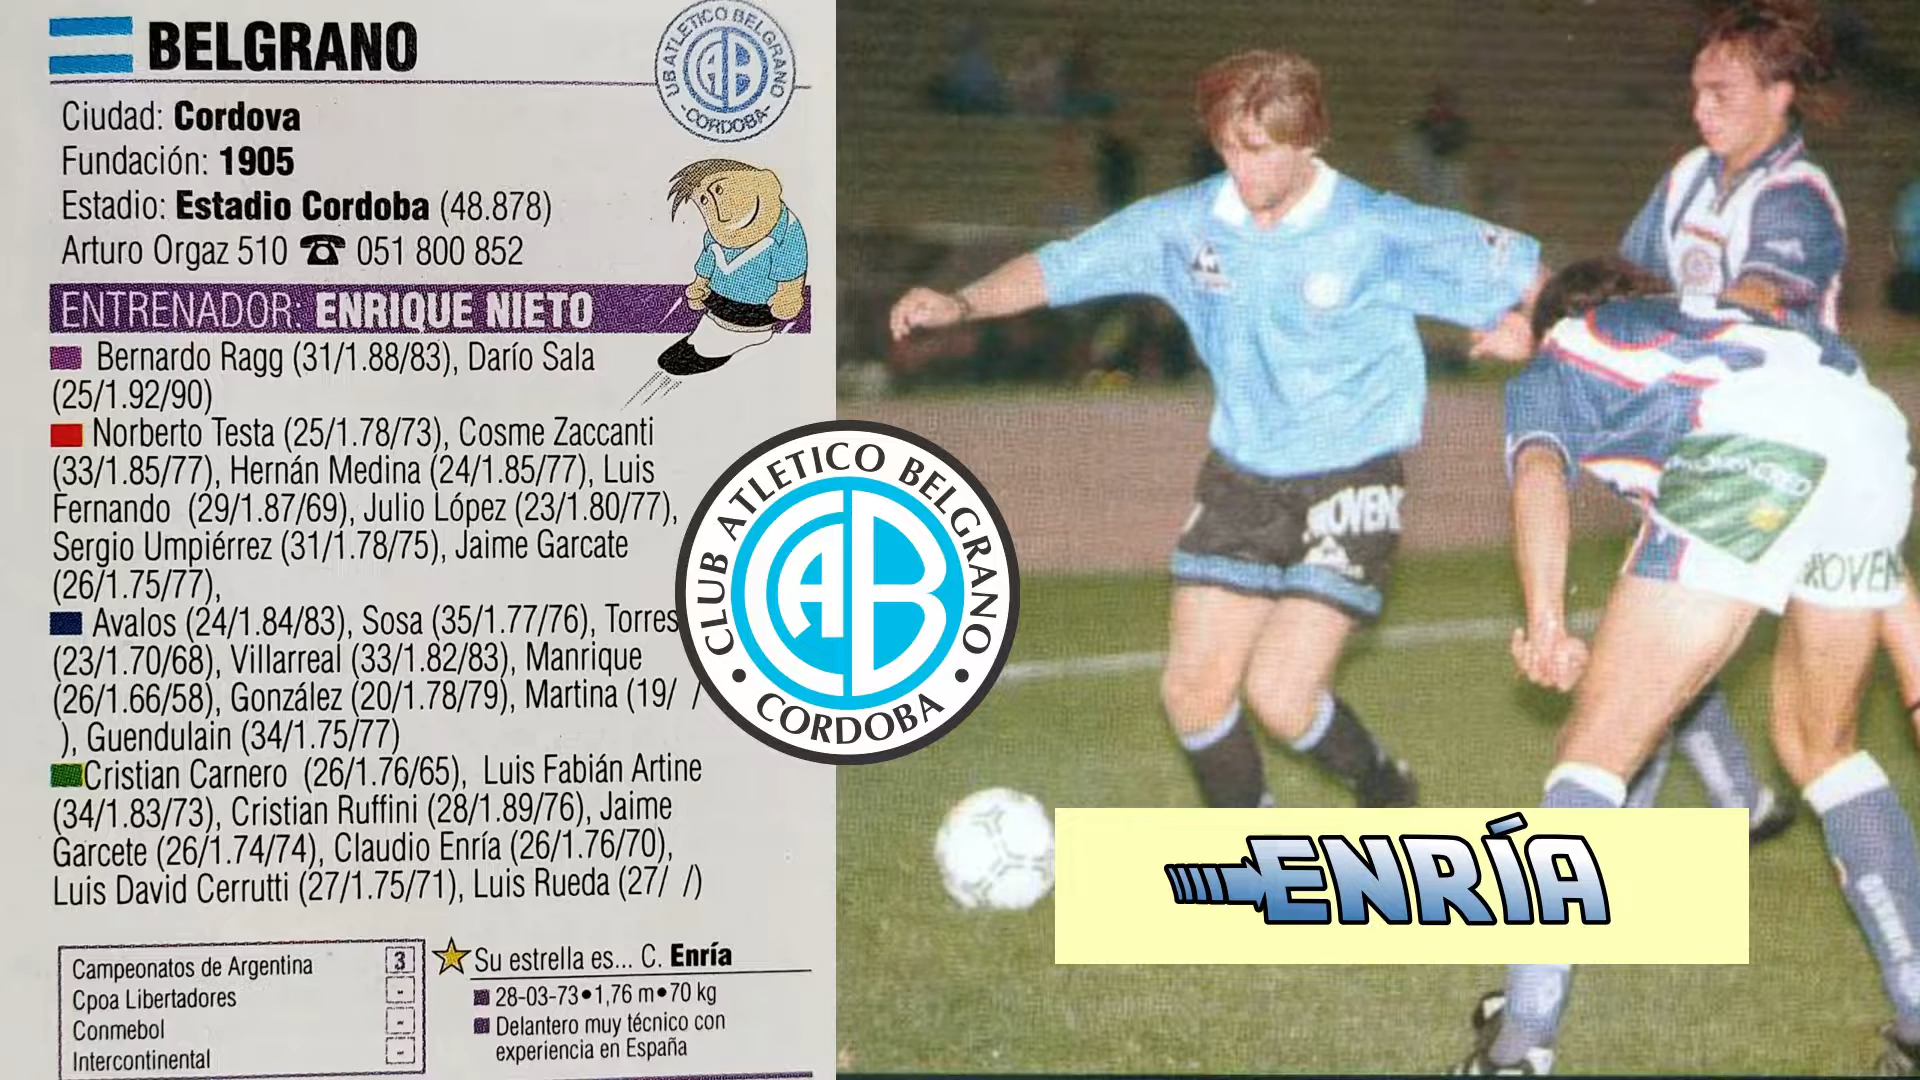 BELGRANO
UB ATLETICO BELGRANO
CAB
-CORDOBA-
Ciudad: Cordova
Fundación: 1905
Estadio: Estadio Cordoba (48.878)
Arturo Orgaz 510 ☎ 051 800 852
ENTRENADOR: ENRIQUE NIETO
Bernardo Ragg (31/1.88/83), Darío Sala
(25/1.92/90)
Norberto Testa (25/1.78/73), Cosme Zaccanti
(33/1.85/77), Hernán Medina (24/1.85/77), Luis
Fernando (29/1.87/69), Julio López (23/1.80/77),
Sergio Umpiérrez (31/1.78/75), Jaime Garcate
(26/1.75/77),
Avalos (24/1.84/83), Sosa (35/1.77/76), Torres
(23/1.70/68), Villarreal (33/1.82/83), Manrique
(26/1.66/58), González (20/1.78/79), Martina (19/ /
), Guendulain (34/1.75/77)
Cristian Carnero (26/1.76/65), Luis Fabián Artine
(34/1.83/73), Cristian Ruffini (28/1.89/76), Jaime
Garcete (26/1.74/74), Claudio Enría (26/1.76/70),
Luis David Cerrutti (27/1.75/71), Luis Rueda (27/ /)
Campeonatos de Argentina 3
Cpoa Libertadores -
Conmebol -
Intercontinental -
Su estrella es... C. Enría
28-03-73•1,76 m•70 kg
Delantero muy técnico con
experiencia en España
CLUB ATLETICO BELGRANO
CAB
• CORDOBA •
ROVEN
ROVEN
ENRÍA